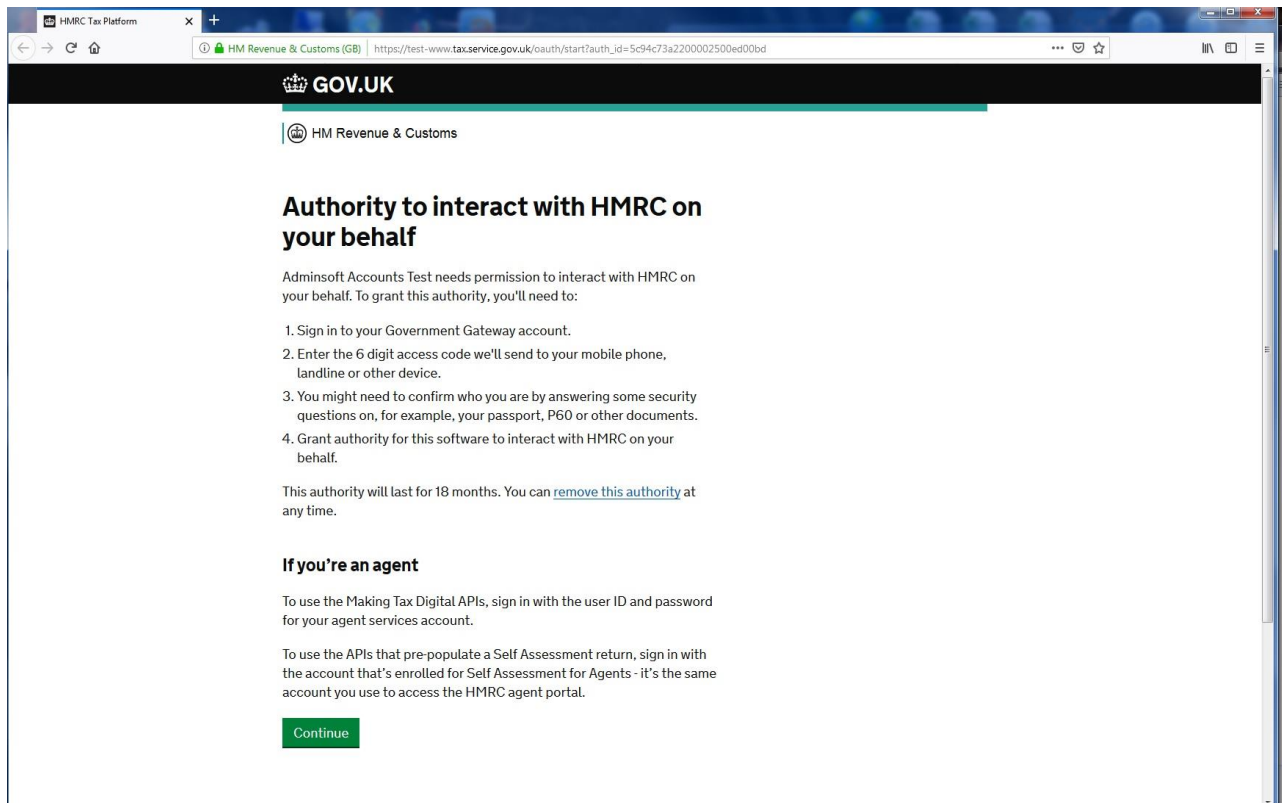 HMRC Tax Platform
HM Revenue & Customs (GB) https://test-www.tax.service.gov.uk/oauth/start?auth_id=5c94c73a2200002500ed00bd
GOV.UK
HM Revenue & Customs
Authority to interact with HMRC on
your behalf
Adminsoft Accounts Test needs permission to interact with HMRC on
your behalf. To grant this authority, you'll need to:
1. Sign in to your Government Gateway account.
2. Enter the 6 digit access code we'll send to your mobile phone,
landline or other device.
3. You might need to confirm who you are by answering some security
questions on, for example, your passport, P60 or other documents.
4. Grant authority for this software to interact with HMRC on your
behalf.
This authority will last for 18 months. You can remove this authority at
any time.
If you're an agent
To use the Making Tax Digital APIs, sign in with the user ID and password
for your agent services account.
To use the APIs that pre-populate a Self Assessment return, sign in with
the account that's enrolled for Self Assessment for Agents - it's the same
account you use to access the HMRC agent portal.
Continue